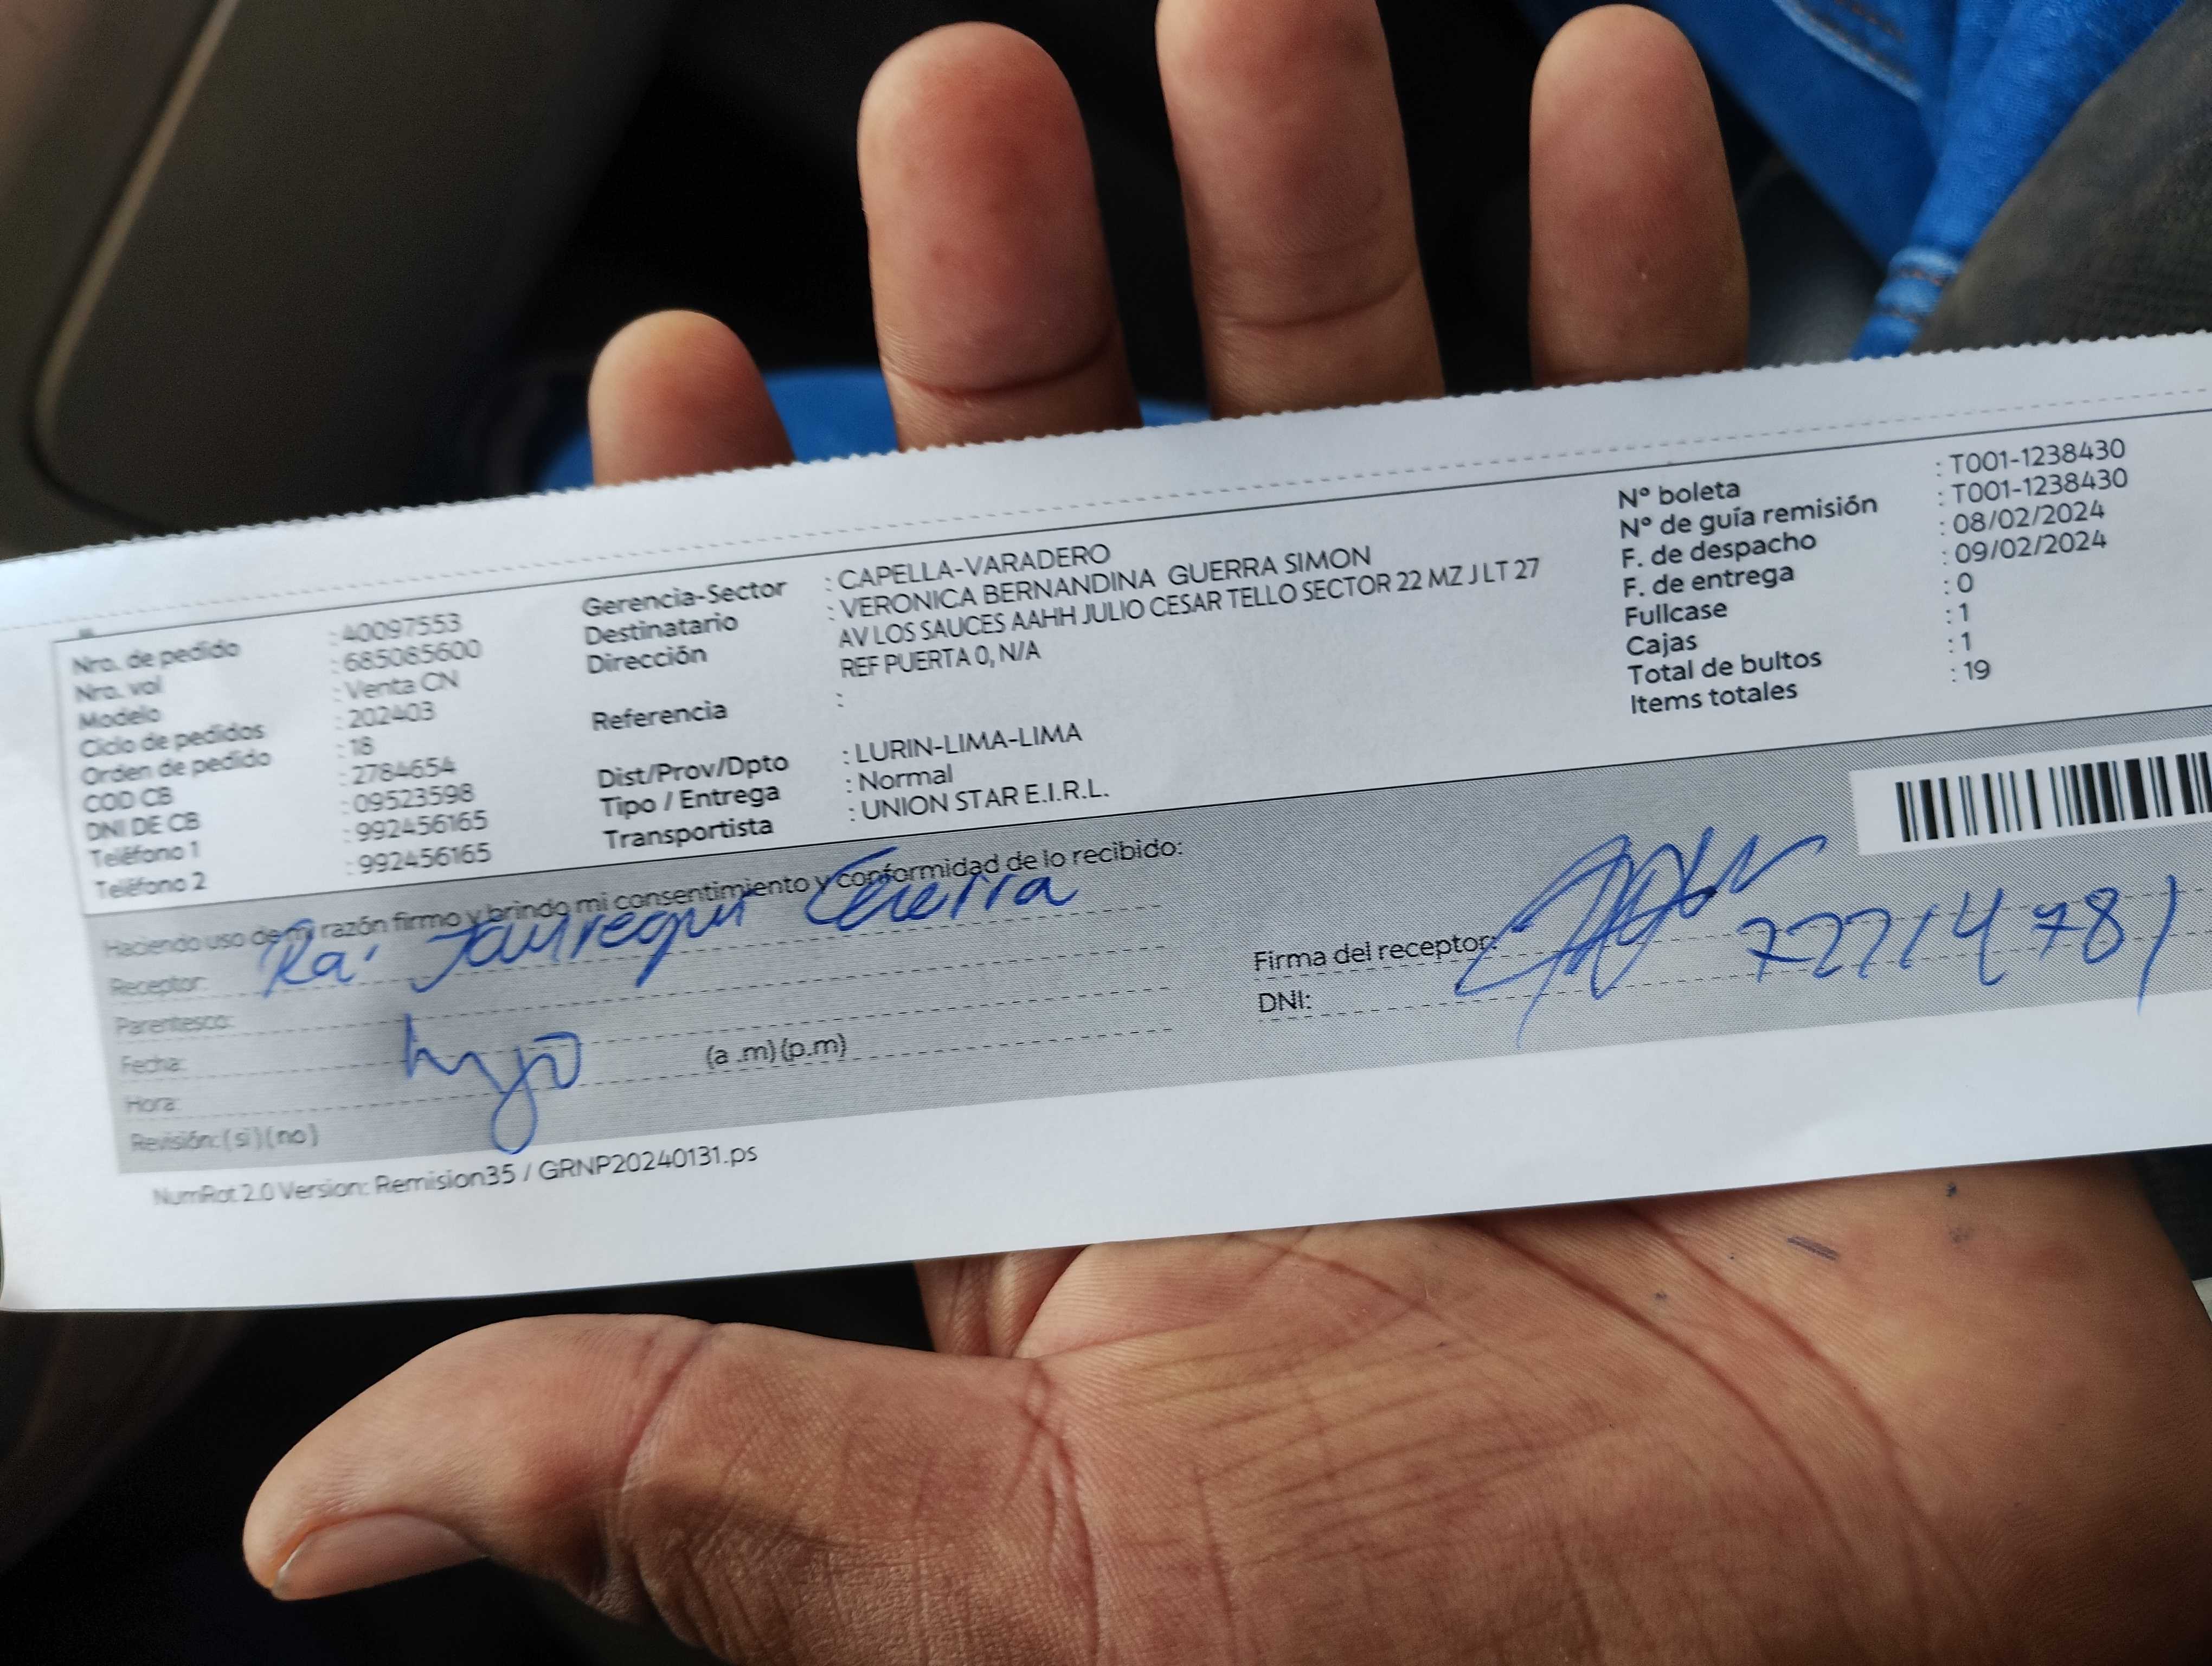 Nro. de pedido : 40097553
Nro. vol : 685085600
Modelo : Venta CN
Ciclo de pedidos : 202403
Orden de pedido : 18
COD CB : 2784654
DNI DE CB : 09523598
Teléfono 1 : 992456165
Teléfono 2 : 992456165
Gerencia-Sector : CAPELLA-VARADERO
Destinatario : VERONICA BERNANDINA GUERRA SIMON
Dirección AV LOS SAUCES AAHH JULIO CESAR TELLO SECTOR 22 MZ J LT 27
REF PUERTA 0, N/A
Referencia :
Dist/Prov/Dpto : LURIN-LIMA-LIMA
Tipo / Entrega : Normal
Transportista : UNION STAR E.I.R.L.
N° boleta : T001-1238430
N° de guía remisión : T001-1238430
F. de despacho : 08/02/2024
F. de entrega : 09/02/2024
Fullcase : 0
Cajas : 1
Total de bultos : 1
Items totales : 19
Haciendo uso de mi razón firmo y brindo mi consentimiento y conformidad de lo recibido:
Receptor: Jauregui
Parentesco:
Fecha: hijo
Hora: (a .m) (p.m)
Revisión: ( si ) ( no )
Firma del receptor:
DNI: 72714781
NumRot 2.0 Version: Remision35 / GRNP20240131.ps